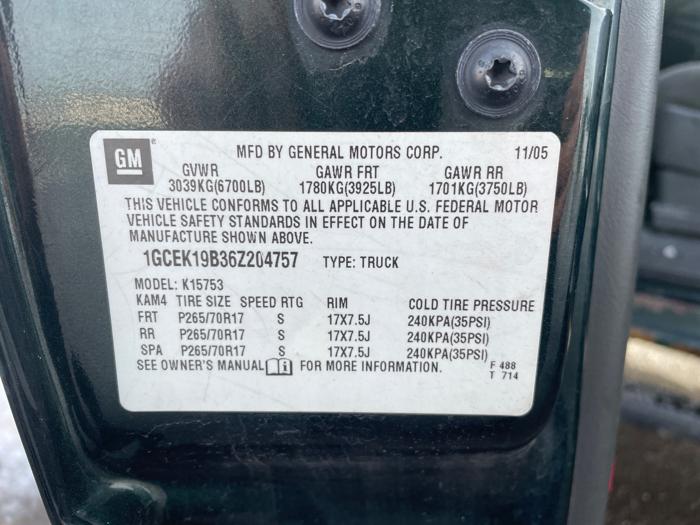 GM MFD BY GENERAL MOTORS CORP. 11/05
GVWR GAWR FRT GAWR RR
3039KG(6700LB) 1780KG(3925LB) 1701KG(3750LB)
THIS VEHICLE CONFORMS TO ALL APPLICABLE U.S. FEDERAL MOTOR
VEHICLE SAFETY STANDARDS IN EFFECT ON THE DATE OF
MANUFACTURE SHOWN ABOVE.
1GCEK19B36Z204757 TYPE: TRUCK
MODEL: K15753
KAM4 TIRE SIZE SPEED RTG RIM COLD TIRE PRESSURE
FRT P265/70R17 S 17X7.5J 240KPA(35PSI)
RR P265/70R17 S 17X7.5J 240KPA(35PSI)
SPA P265/70R17 S 17X7.5J 240KPA(35PSI)
SEE OWNER'S MANUAL FOR MORE INFORMATION. F 488
T 714